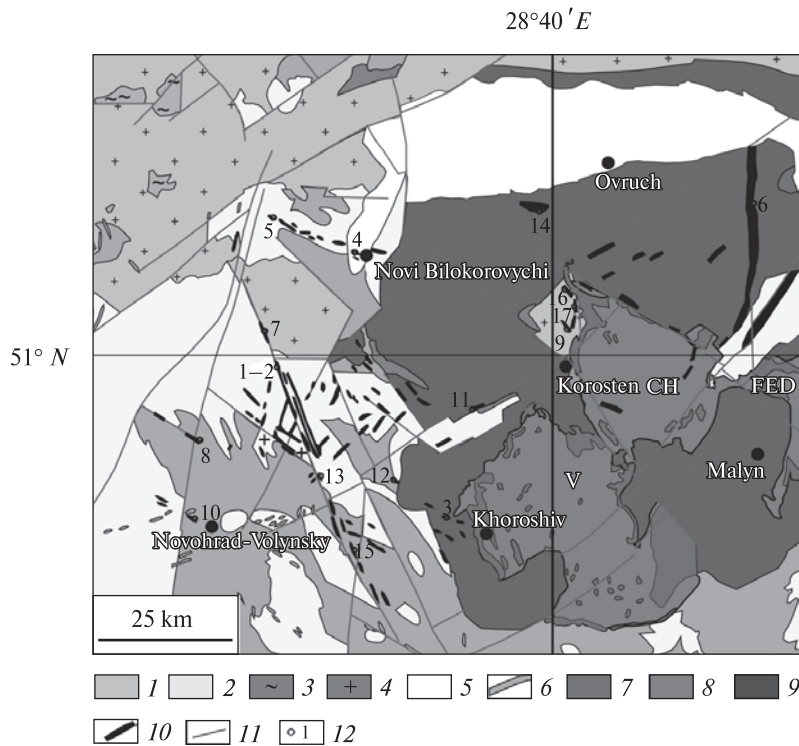 28°40′E
Ovruch
6
5
4
14
Novi Bilokorovychi
16
17
7
9
51° N
1–2
Korosten CH
FED
11
8
Malyn
13
12
V
10
3
Khoroshiv
Novohrad-Volynsky
15
25 km
1 2 ~ 3 + 4 5 6 7 8 9
10 11 1 12